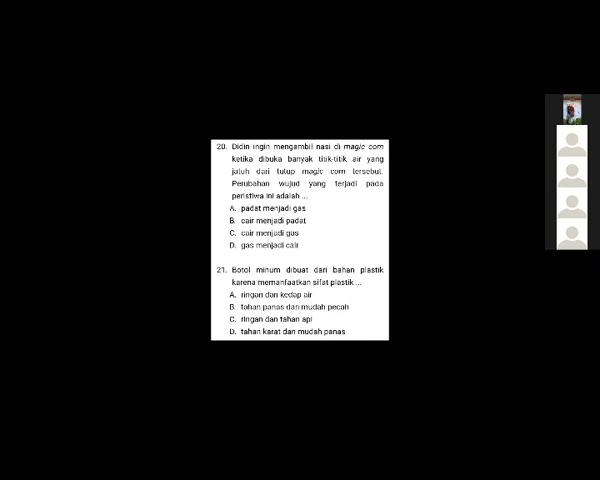 20. Didin ingin mengambil nasi di magic com
ketika dibuka banyak titik-titik air yang
jatuh dari tutup magic com tersebut.
Perubahan wujud yang terjadi pada
peristiwa ini adalah ...
A. padat menjadi gas
B. cair menjadi padat
C. cair menjadi gas
D. gas menjadi cair
21. Botol minum dibuat dari bahan plastik
karena memanfaatkan sifat plastik ...
A. ringan dan kedap air
B. tahan panas dan mudah pecah
C. ringan dan tahan api
D. tahan karat dan mudah panas